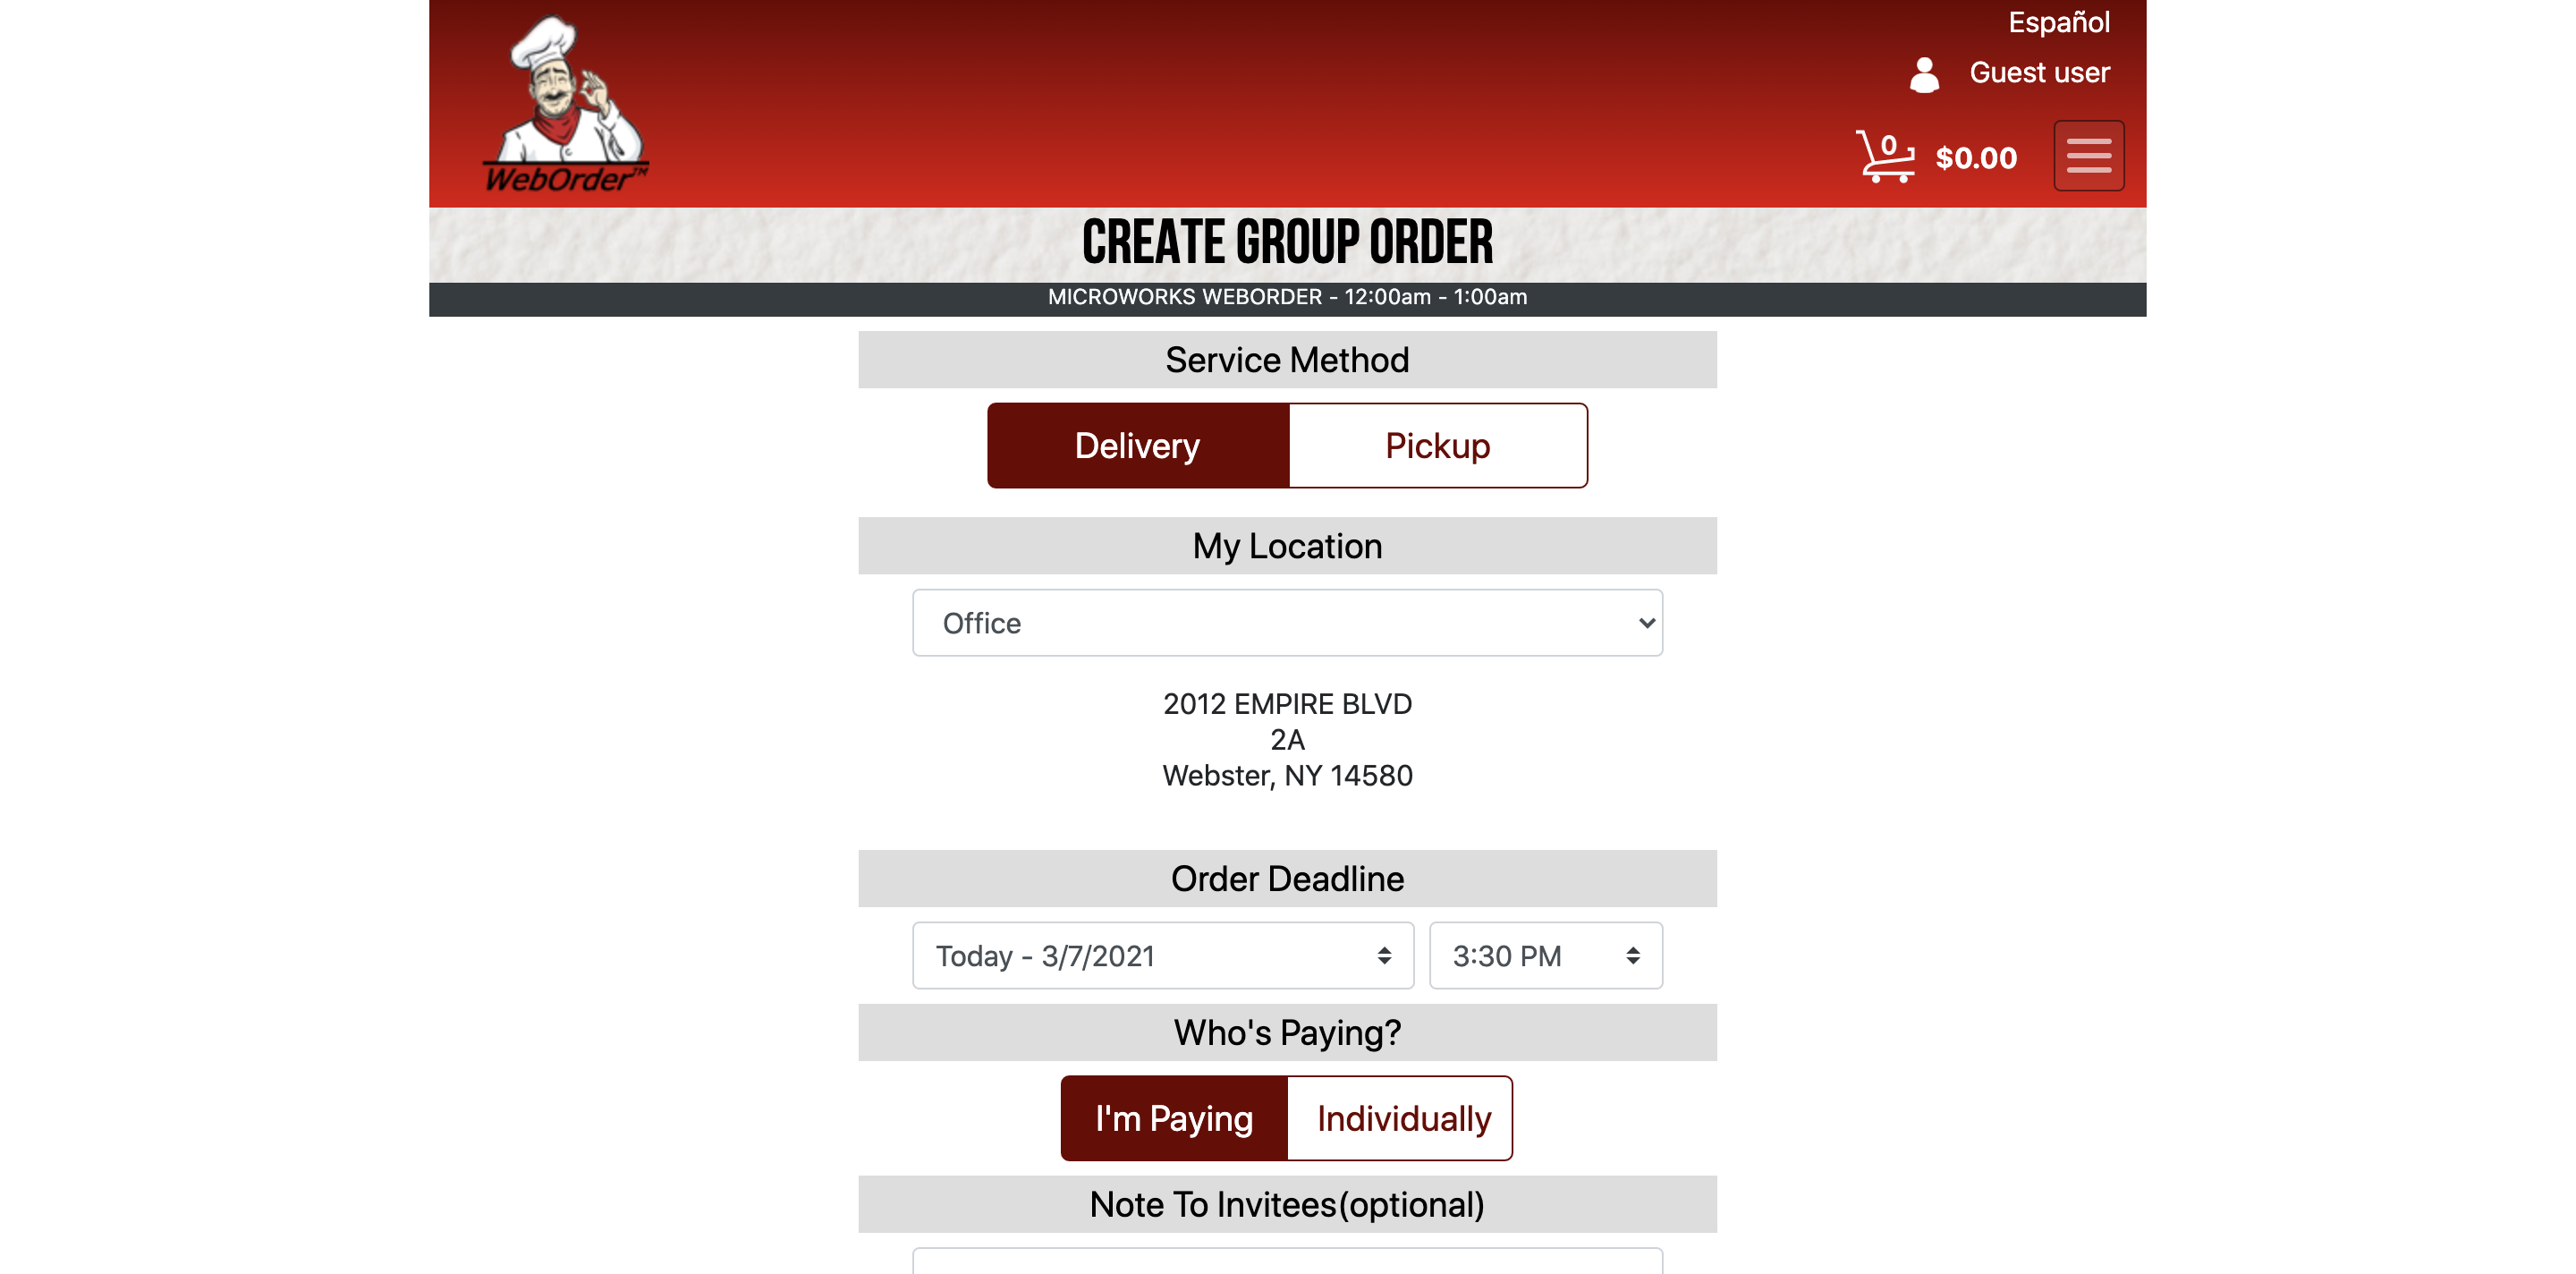 Español
Guest user
0 $0.00
WebOrder™
CREATE GROUP ORDER
MICROWORKS WEBORDER - 12:00am - 1:00am
Service Method
Delivery Pickup
My Location
Office
2012 EMPIRE BLVD
2A
Webster, NY 14580
Order Deadline
Today - 3/7/2021 3:30 PM
Who's Paying?
I'm Paying Individually
Note To Invitees(optional)